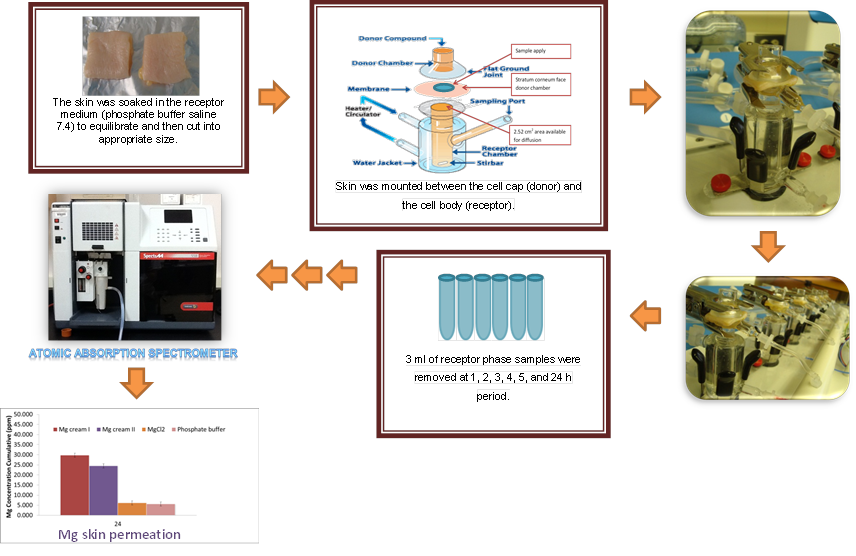 The skin was soaked in the receptor
medium (phosphate buffer saline
7.4) to equilibrate and then cut into
appropriate size.
Donor Compound
Donor Chamber
Membrane
Heater/
Circulator
Water Jacket
Flat Ground
Joint
Sampling Port
Receptor
Chamber
Stirbar
Sample apply
Stratum corneum face
donor chamber
2.52 cm² area available
for diffusion
Skin was mounted between the cell cap (donor) and
the cell body (receptor).
3 ml of receptor phase samples were
removed at 1, 2, 3, 4, 5, and 24 h
period.
SpectrAA
ATOMIC ABSORPTION SPECTROMETER
Mg Concentration Cumulative (ppm)
50.000
45.000
40.000
35.000
30.000
25.000
20.000
15.000
10.000
5.000
0.000
Mg cream I Mg cream II MgCl2 Phosphate buffer
24
Mg skin permeation